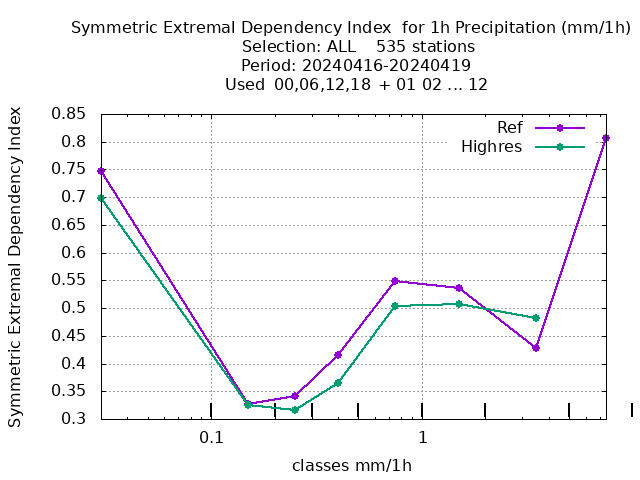 Symmetric Extremal Dependency Index  for 1h Precipitation (mm/1h)
Selection: ALL    535 stations
Period: 20240416-20240419
Used  00,06,12,18 + 01 02 ... 12
Symmetric Extremal Dependency Index
0.85
0.8
0.75
0.7
0.65
0.6
0.55
0.5
0.45
0.4
0.35
0.3
Ref
Highres
0.1
1
classes mm/1h